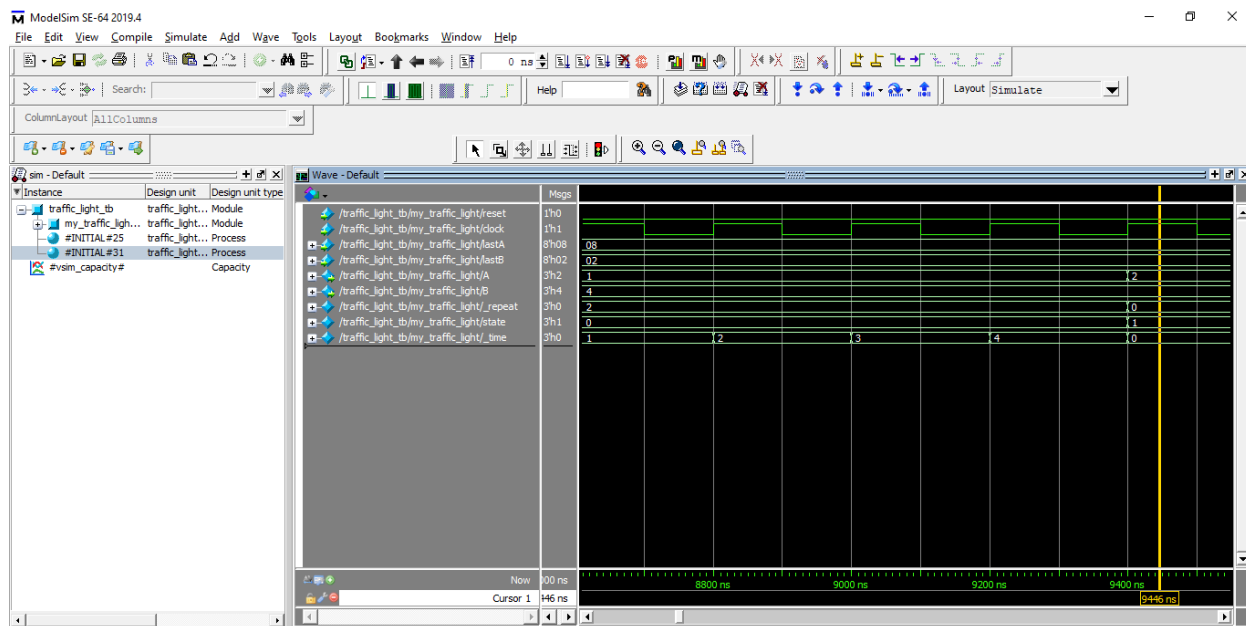 ModelSim SE-64 2019.4
File Edit View Compile Simulate Add Wave Tools Layout Bookmarks Window Help
0 ns
Search: Help Layout Simulate
ColumnLayout AllColumns
sim - Default
Instance Design unit Design unit type
traffic_light_tb traffic_light... Module
my_traffic_ligh... traffic_light... Module
#INITIAL#25 traffic_light... Process
#INITIAL#31 traffic_light... Process
#vsim_capacity# Capacity
Wave - Default
Msgs
/traffic_light_tb/my_traffic_light/reset 1'h0
/traffic_light_tb/my_traffic_light/clock 1'h1
/traffic_light_tb/my_traffic_light/lastA 8'h08 08
/traffic_light_tb/my_traffic_light/lastB 8'h02 02
/traffic_light_tb/my_traffic_light/A 3'h2 1 2
/traffic_light_tb/my_traffic_light/B 3'h4 4
/traffic_light_tb/my_traffic_light/_repeat 3'h0 2 0
/traffic_light_tb/my_traffic_light/state 3'h1 0 1
/traffic_light_tb/my_traffic_light/_time 3'h0 1 2 3 4 0
Now 000 ns 8800 ns 9000 ns 9200 ns 9400 ns
Cursor 1 446 ns 9446 ns